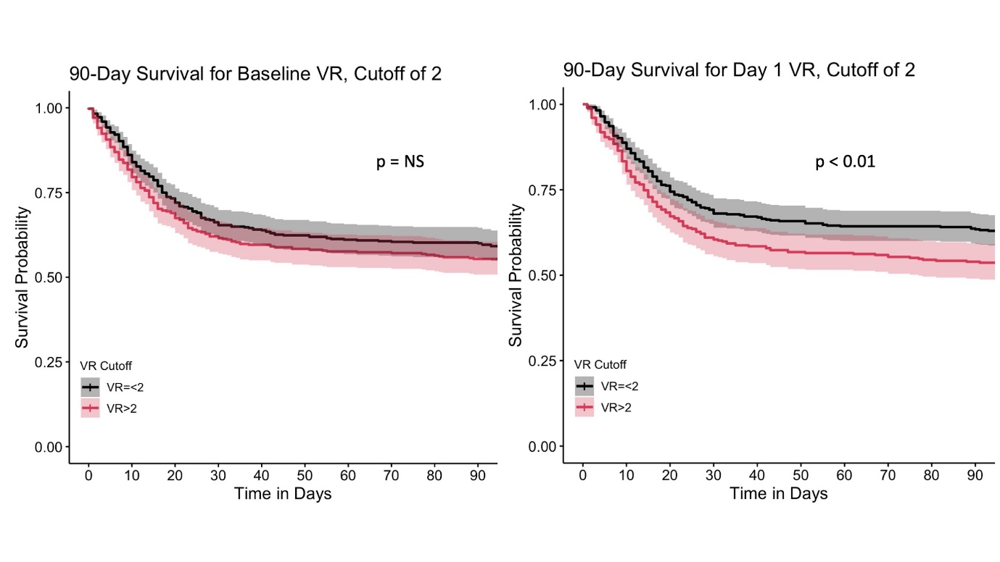 90-Day Survival for Baseline VR, Cutoff of 2
1.00
0.75
0.50
0.25
0.00
Survival Probability
p = NS
VR Cutoff
VR=<2
VR>2
0 10 20 30 40 50 60 70 80 90
Time in Days
90-Day Survival for Day 1 VR, Cutoff of 2
1.00
0.75
0.50
0.25
0.00
Survival Probability
p < 0.01
VR Cutoff
VR=<2
VR>2
0 10 20 30 40 50 60 70 80 90
Time in Days